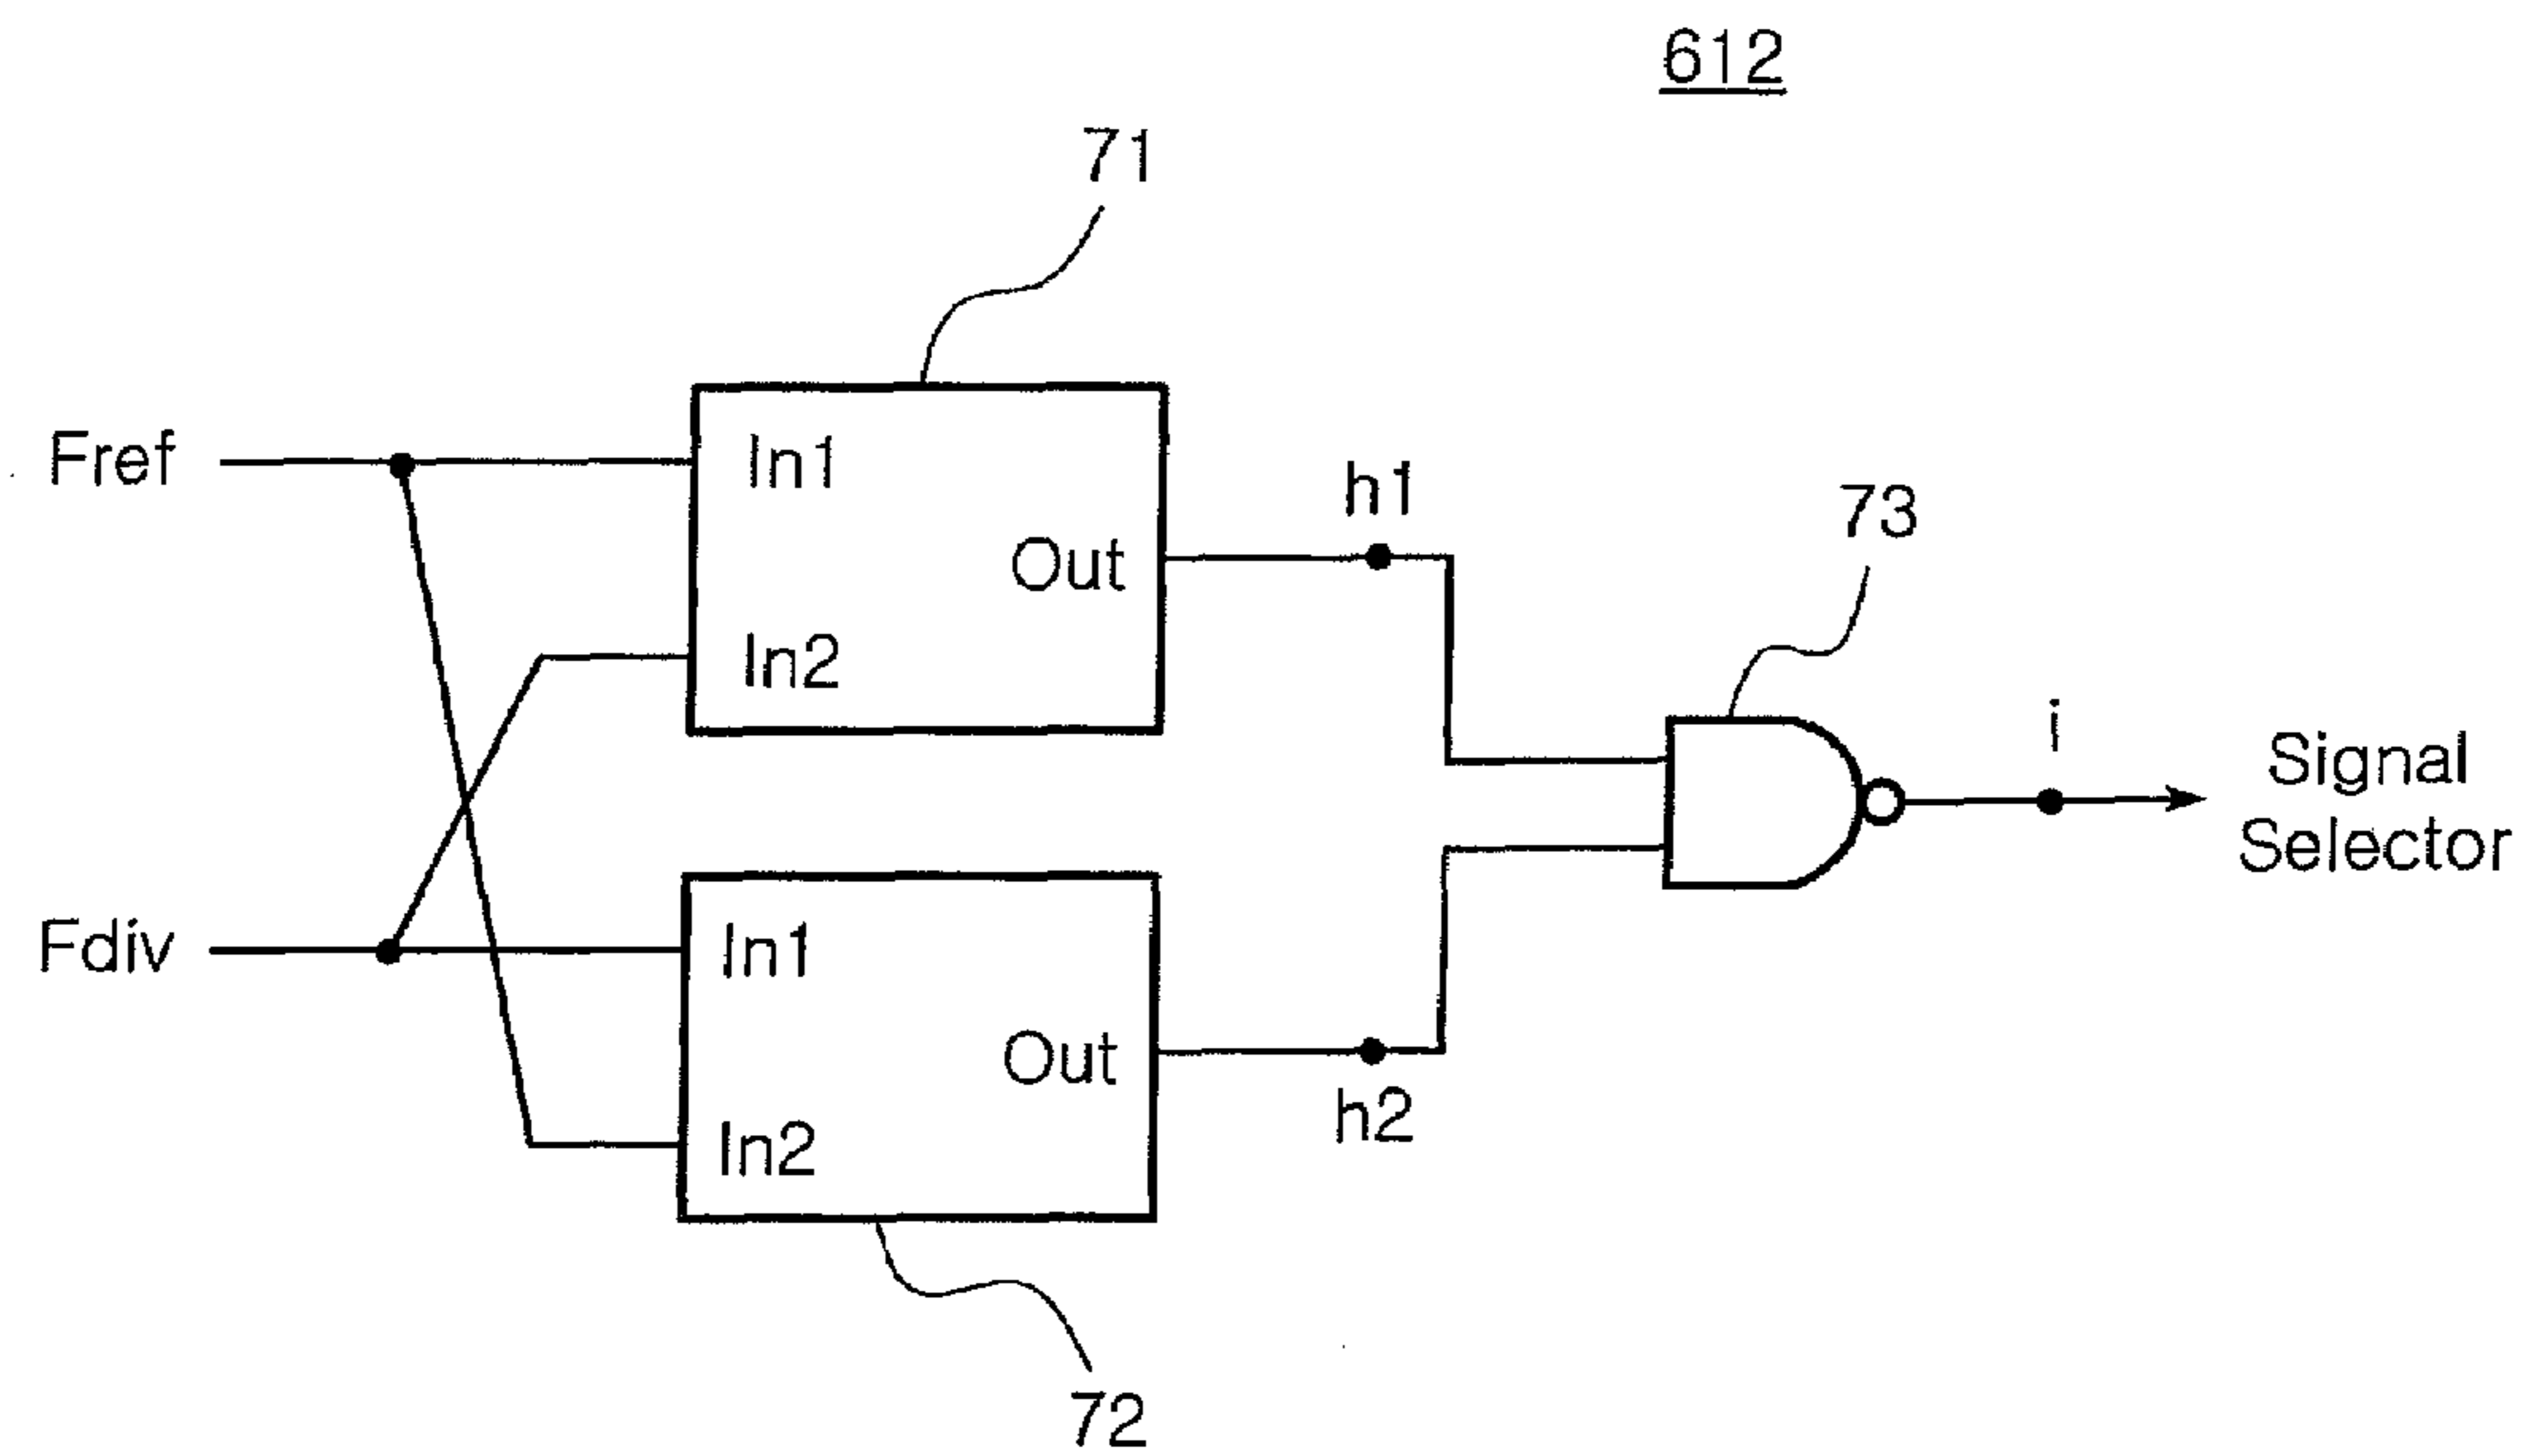 612
71
Fref
In1
Out
In2
h1
73
i
Signal
Selector
Fdiv
In1
Out
In2
h2
72